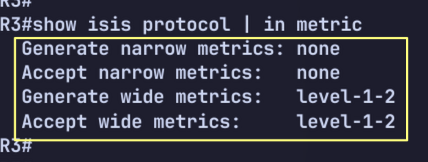 R3#
R3#show isis protocol | in metric
Generate narrow metrics: none
Accept narrow metrics:   none
Generate wide metrics:   level-1-2
Accept wide metrics:     level-1-2
R3#